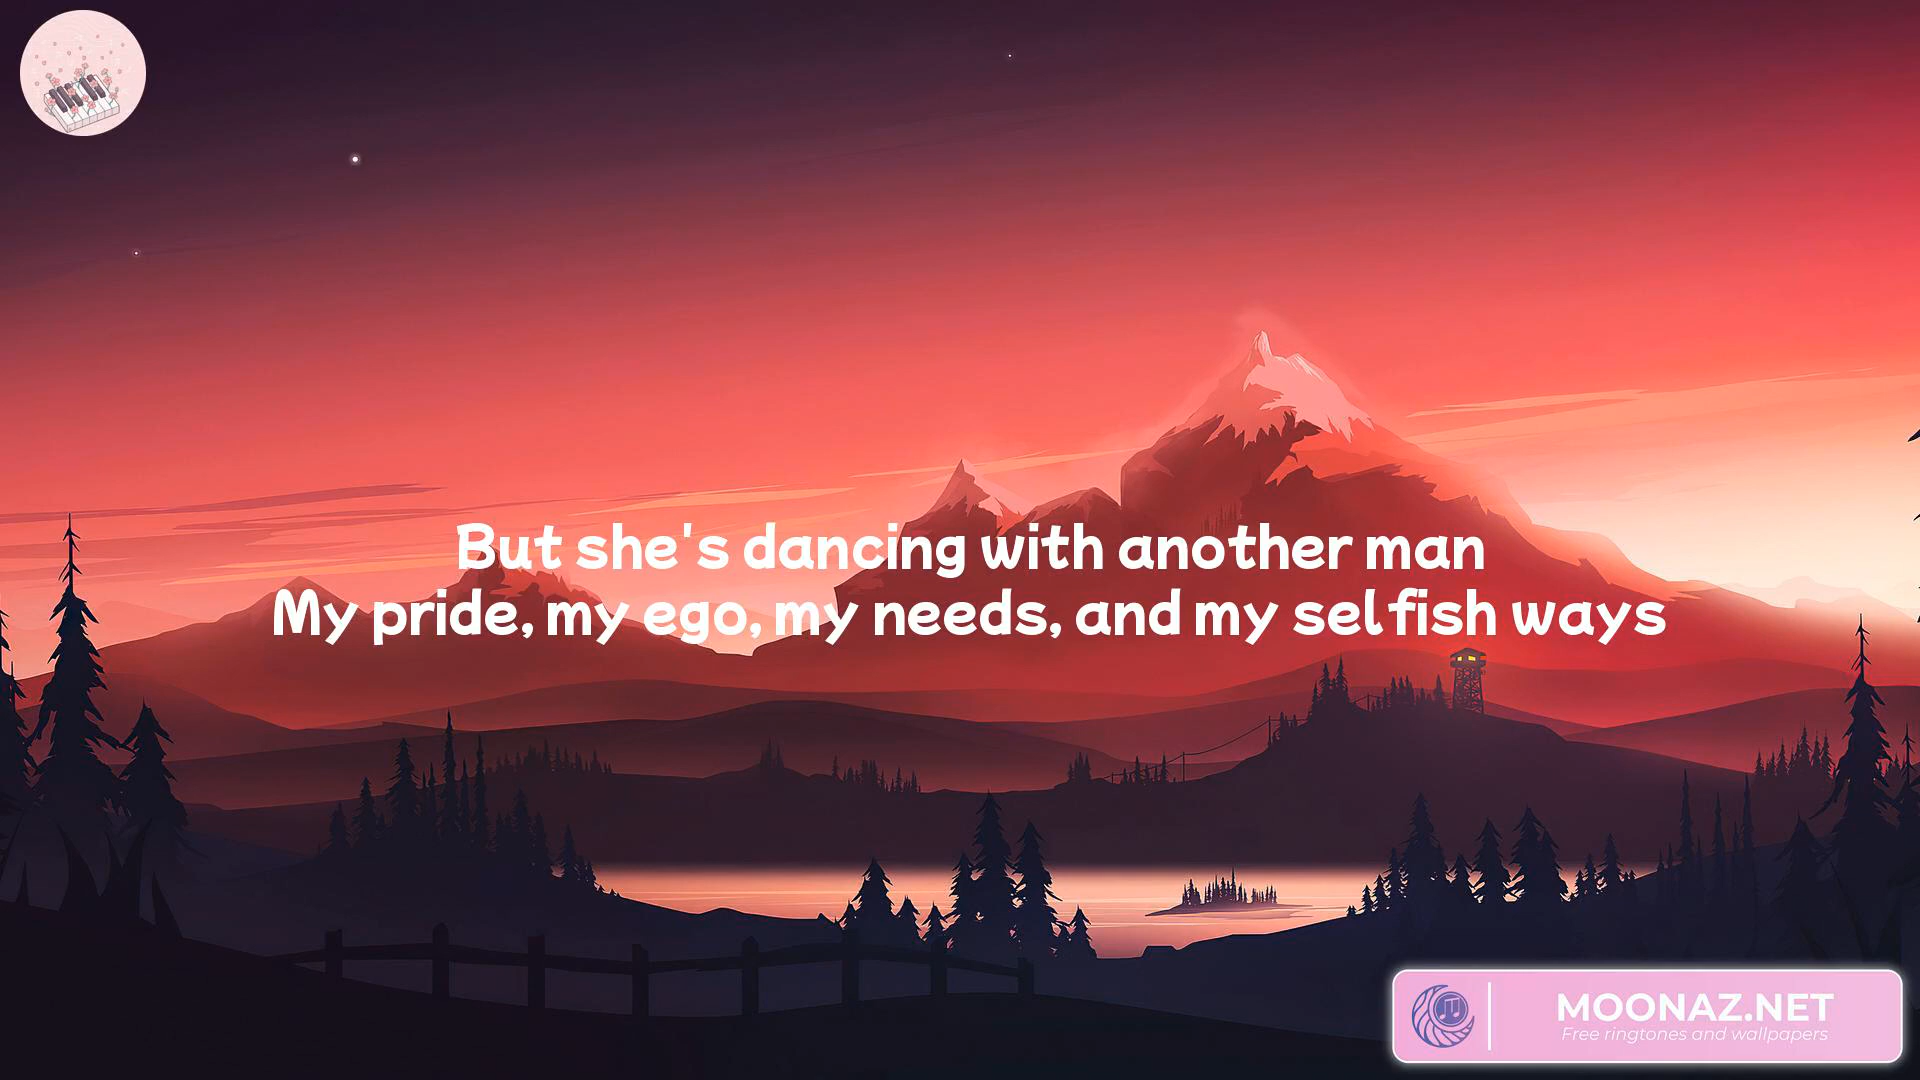 But she's dancing with another man
My pride, my ego, my needs, and my selfish ways
MOONAZ.NET
Free ringtones and wallpapers